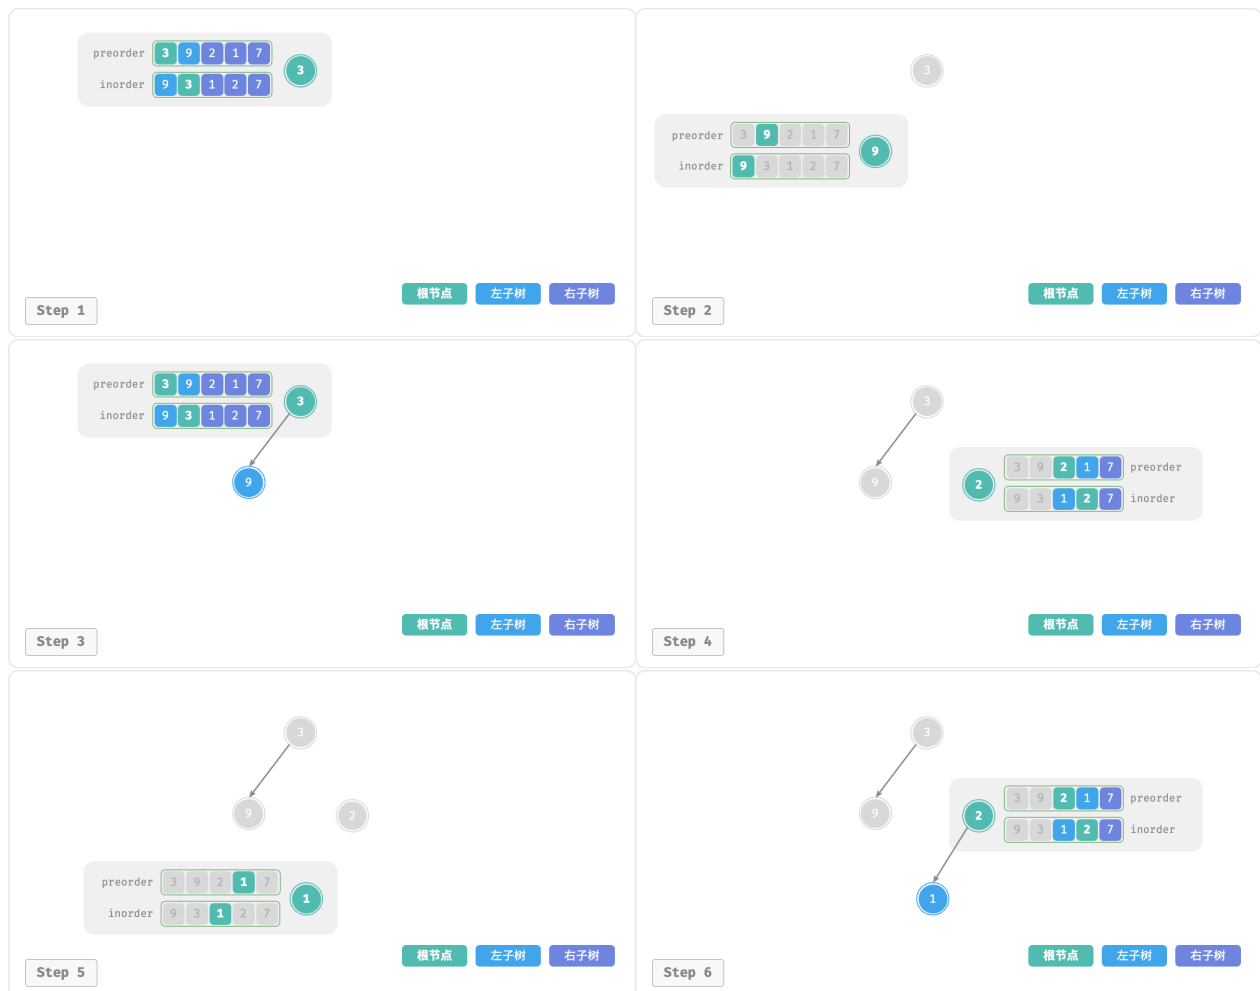 preorder 3 9 2 1 7
3
inorder 9 3 1 2 7
根节点 左子树 右子树
Step 1
3
preorder 3 9 2 1 7
9
inorder 9 3 1 2 7
根节点 左子树 右子树
Step 2
preorder 3 9 2 1 7
3
inorder 9 3 1 2 7
9
根节点 左子树 右子树
Step 3
3
3 9 2 1 7 preorder
9 2
9 3 1 2 7 inorder
根节点 左子树 右子树
Step 4
3
9 2
preorder 3 9 2 1 7
1
inorder 9 3 1 2 7
根节点 左子树 右子树
Step 5
3
3 9 2 1 7 preorder
9 2
9 3 1 2 7 inorder
1
根节点 左子树 右子树
Step 6